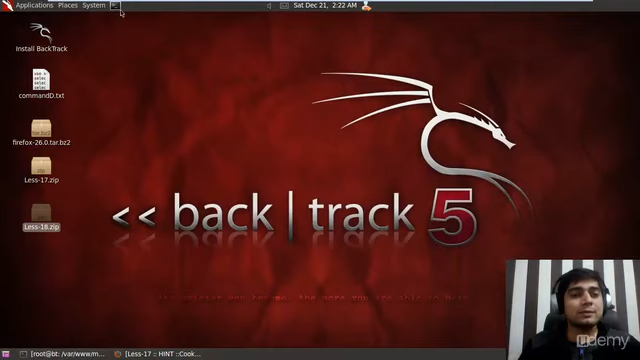 Applications Places System
Sat Dec 21, 2:22 AM
Install BackTrack
commandD.txt
firefox-26.0.tar.bz2
Less-17.zip
Less-18.zip
<< back | track 5
udemy
[root@bt: /var/www/m...
[Less-17 :: HINT ::Cook...